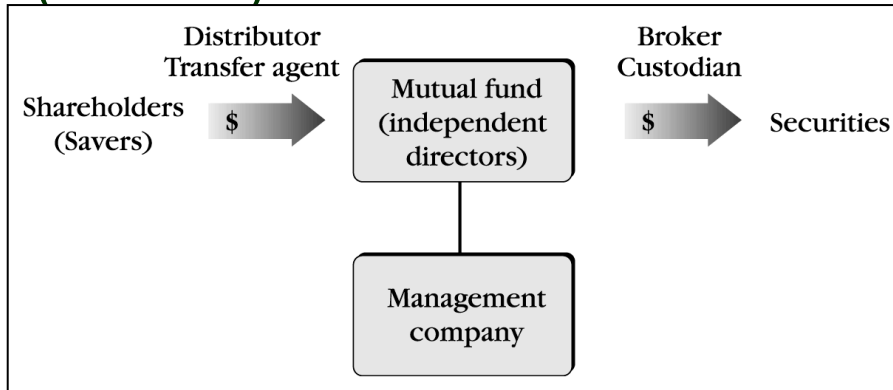 Distributor
Transfer agent
Shareholders
(Savers)
$
Mutual fund
(independent
directors)
Broker
Custodian
$
Securities
Management
company